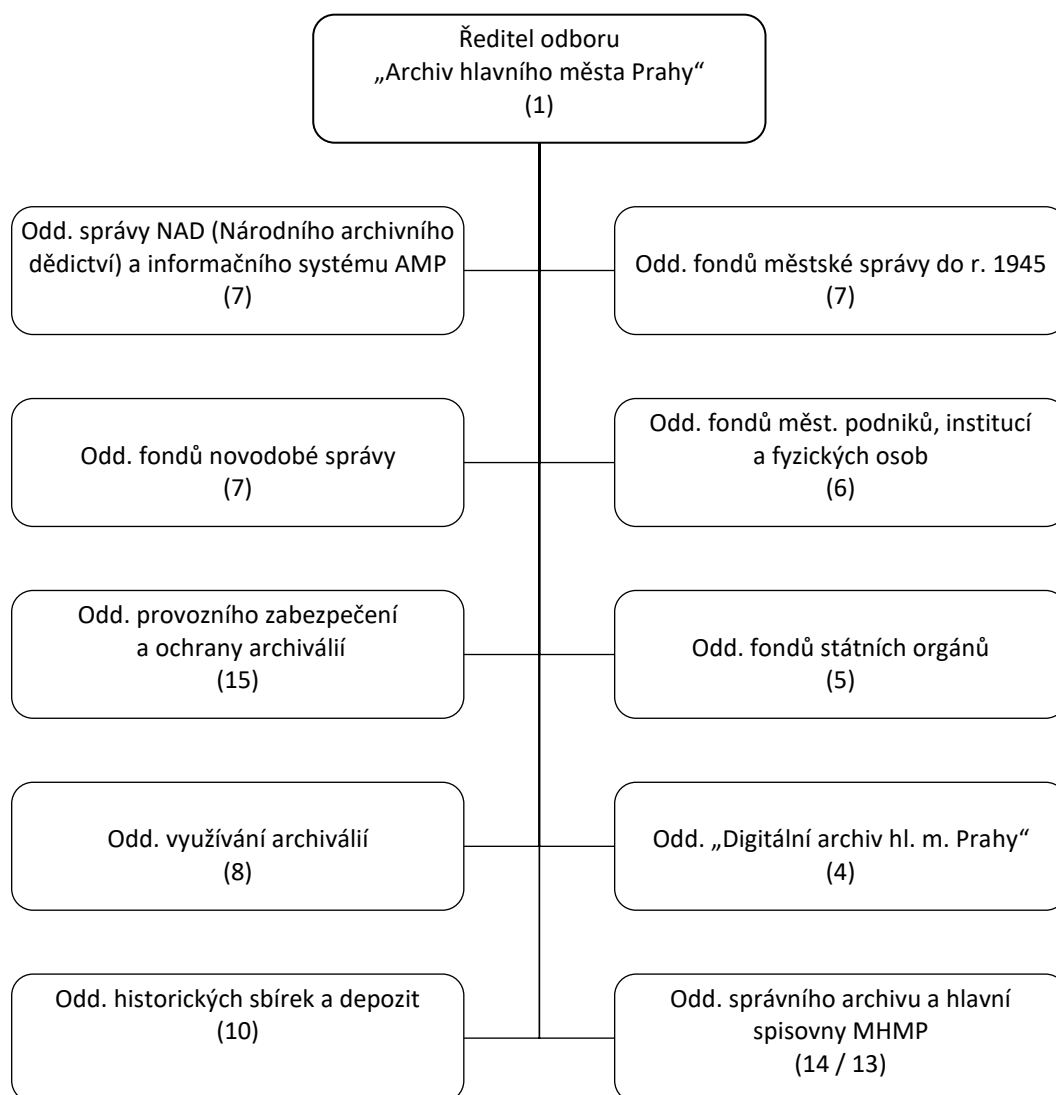 Ředitel odboru
„Archiv hlavního města Prahy“
(1)
Odd. správy NAD (Národního archivního
dědictví) a informačního systému AMP
(7)
Odd. fondů městské správy do r. 1945
(7)
Odd. fondů novodobé správy
(7)
Odd. fondů měst. podniků, institucí
a fyzických osob
(6)
Odd. provozního zabezpečení
a ochrany archiválií
(15)
Odd. fondů státních orgánů
(5)
Odd. využívání archiválií
(8)
Odd. „Digitální archiv hl. m. Prahy“
(4)
Odd. historických sbírek a depozit
(10)
Odd. správního archivu a hlavní
spisovny MHMP
(14 / 13)